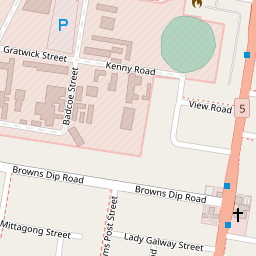 P
Gratwick Street
Kenny Road
Badcoe Street
View Road
5
Browns Dip Road
Browns Dip Road
ns Post Street
Mittagong Street
Lady Galway Street